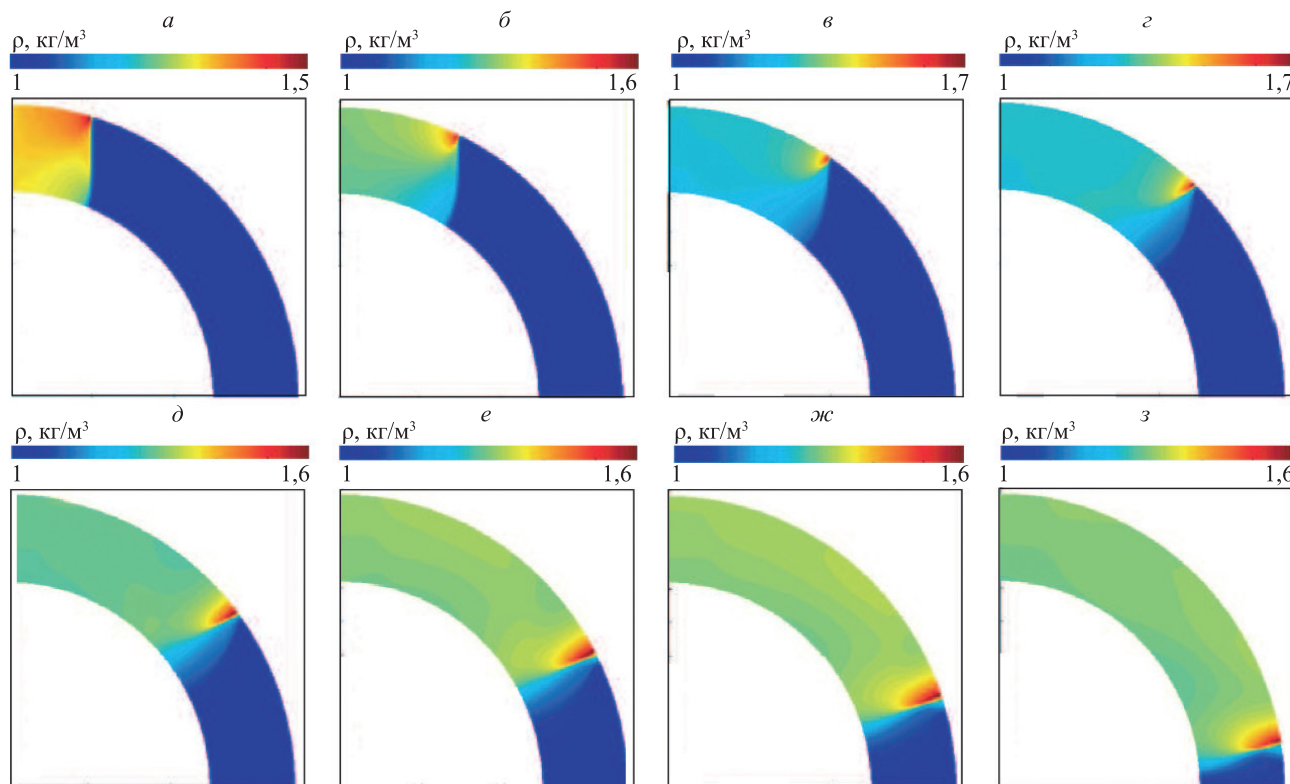 а б в г
ρ, кг/м³ ρ, кг/м³ ρ, кг/м³ ρ, кг/м³
1 1,5 1 1,6 1 1,7 1 1,7
д е ж з
ρ, кг/м³ ρ, кг/м³ ρ, кг/м³ ρ, кг/м³
1 1,6 1 1,6 1 1,6 1 1,6